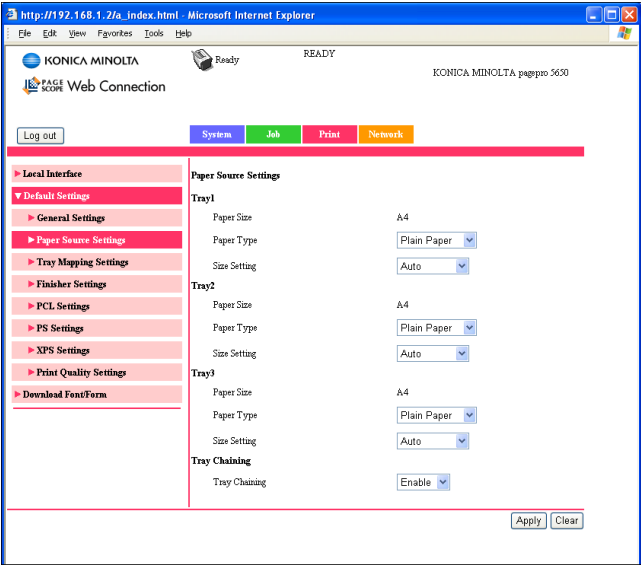 http://192.168.1.2/a_index.html - Microsoft Internet Explorer
File Edit View Favorites Tools Help
KONICA MINOLTA
Ready
READY
KONICA MINOLTA pagepro 5650
PAGE SCOPE Web Connection
Log out
System Job Print Network
Local Interface
Default Settings
General Settings
Paper Source Settings
Tray Mapping Settings
Finisher Settings
PCL Settings
PS Settings
XPS Settings
Print Quality Settings
Download Font/Form
Paper Source Settings
Tray1
Paper Size A4
Paper Type Plain Paper
Size Setting Auto
Tray2
Paper Size A4
Paper Type Plain Paper
Size Setting Auto
Tray3
Paper Size A4
Paper Type Plain Paper
Size Setting Auto
Tray Chaining
Tray Chaining Enable
Apply Clear